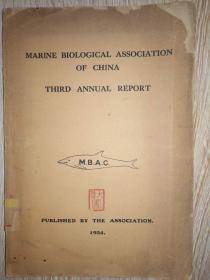 MARINE BIOLOGICAL ASSOCIATION
OF CHINA
THIRD ANNUAL REPORT
M.B.A.C.
PUBLISHED BY THE ASSOCIATION.
1934.